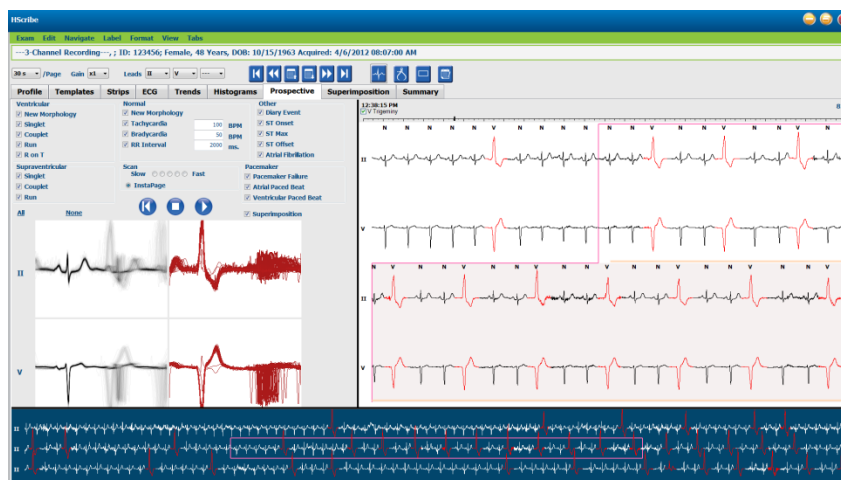 HScribe
Exam Edit Navigate Label Format View Tabs
---3-Channel Recording---, ; ID: 123456; Female, 48 Years, DOB: 10/15/1963 Acquired: 4/6/2012 08:07:00 AM
30 s /Page Gain x1 Leads II V ---
Profile Templates Strips ECG Trends Histograms Prospective Superimposition Summary
Ventricular
New Morphology
Singlet
Couplet
Run
R on T
Normal
New Morphology
Tachycardia 100 BPM
Bradycardia 50 BPM
RR Interval 2000 ms.
Other
Diary Event
ST Onset
ST Max
ST Offset
Atrial Fibrillation
Supraventricular
Singlet
Couplet
Run
Scan
Slow Fast
InstaPage
Pacemaker
Pacemaker Failure
Atrial Paced Beat
Ventricular Paced Beat
All None
Superimposition
II
V
12:38:15 PM
V Trigeminy
N N N N N V N N N N N V N N V N N V
II
V
N V N N V N N V N N V N N V N N V N N V
II
V
II
II